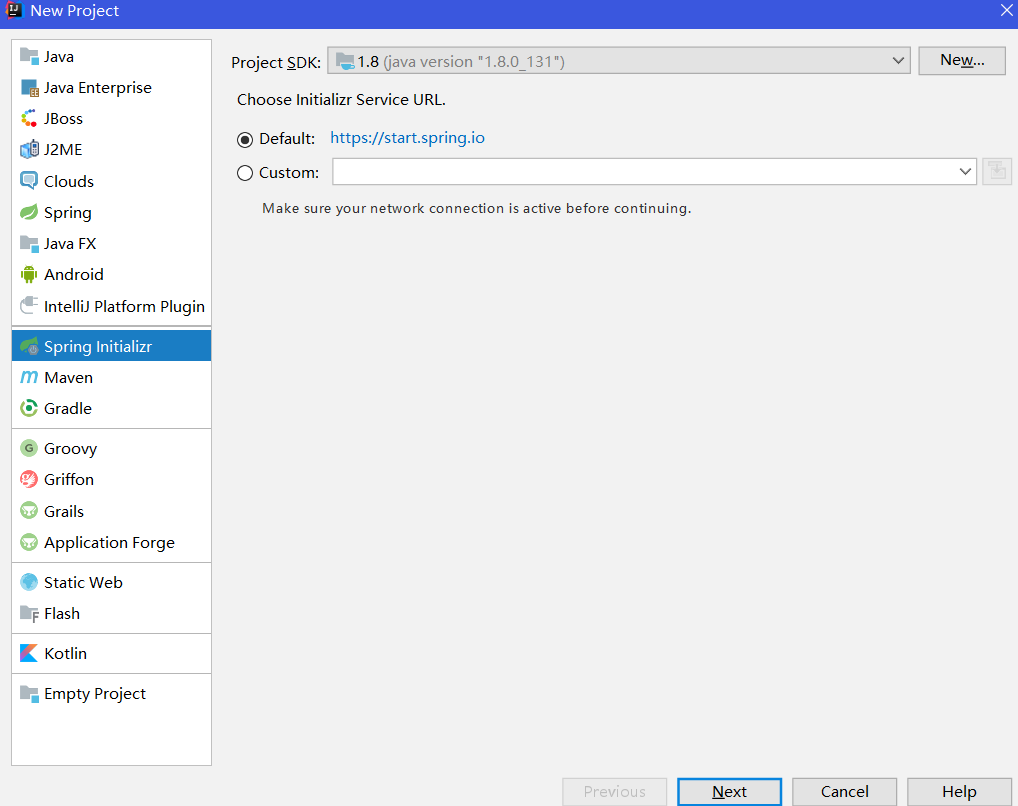 New Project
Java
Java Enterprise
JBoss
J2ME
Clouds
Spring
Java FX
Android
IntelliJ Platform Plugin
Spring Initializr
Maven
Gradle
Groovy
Griffon
Grails
Application Forge
Static Web
Flash
Kotlin
Empty Project
Project SDK: 1.8 (java version "1.8.0_131") New...
Choose Initializr Service URL.
Default: https://start.spring.io
Custom:
Make sure your network connection is active before continuing.
Previous Next Cancel Help